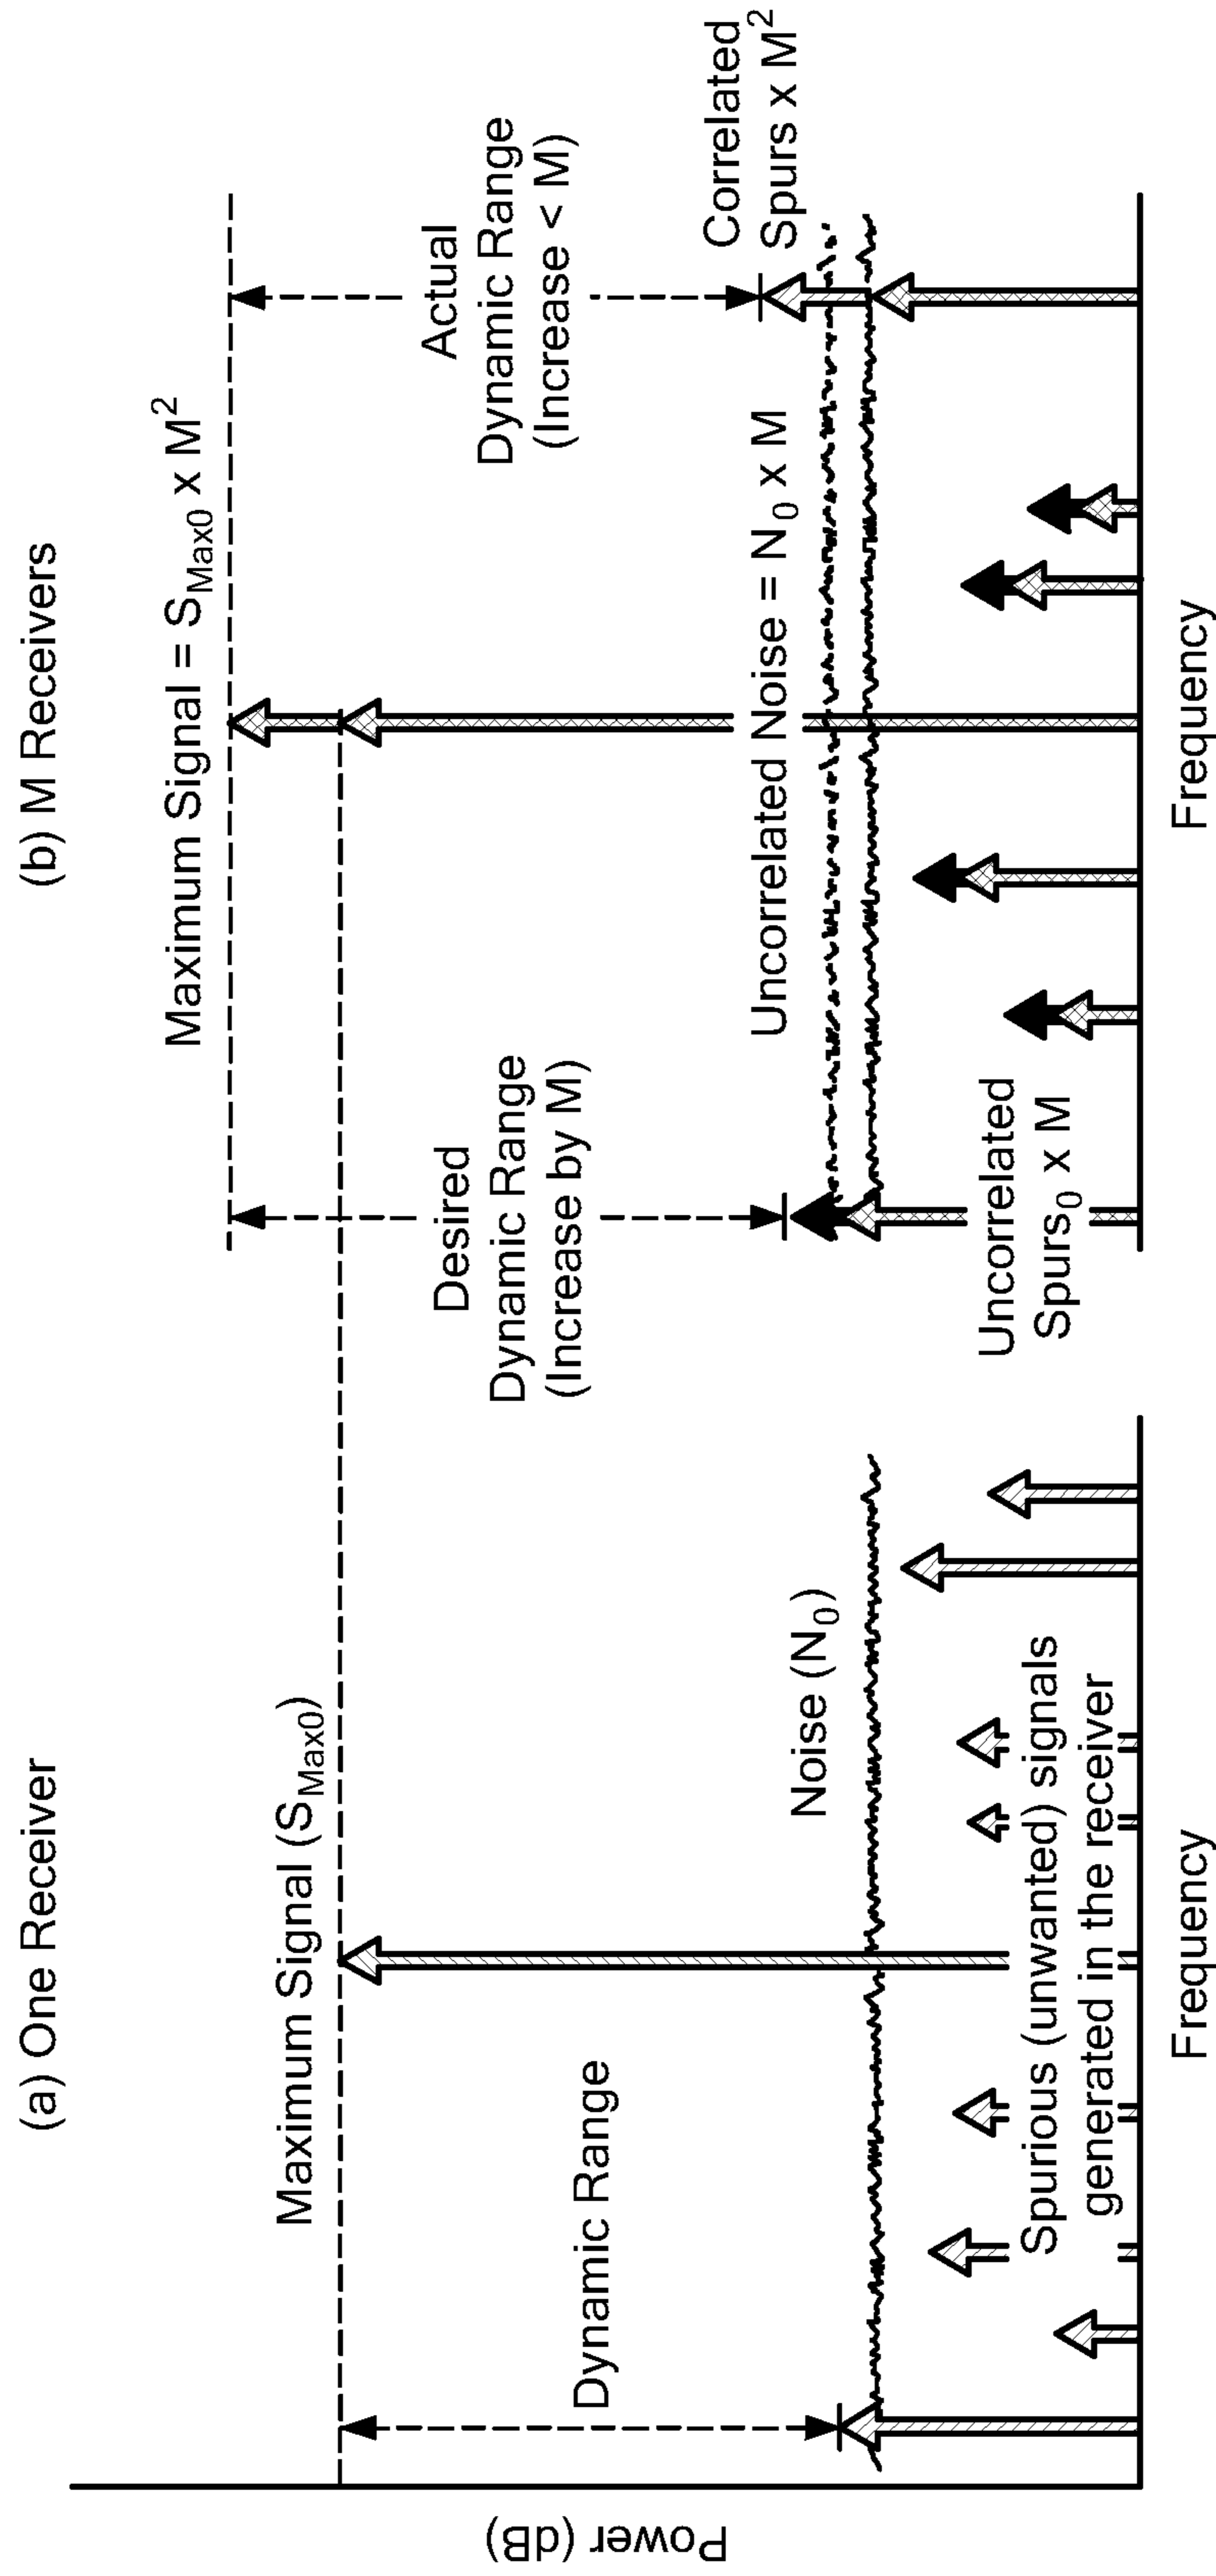 (a) One Receiver
Maximum Signal (S_Max0)
Dynamic Range
Noise (N_0)
Spurious (unwanted) signals
generated in the receiver
Power (dB)
Frequency
(b) M Receivers
Maximum Signal = S_Max0 x M^2
Desired
Dynamic Range
(Increase by M)
Actual
Dynamic Range
(Increase < M)
Correlated
Spurs x M^2
Uncorrelated Noise = N_0 x M
Uncorrelated
Spurs_0 x M
Frequency